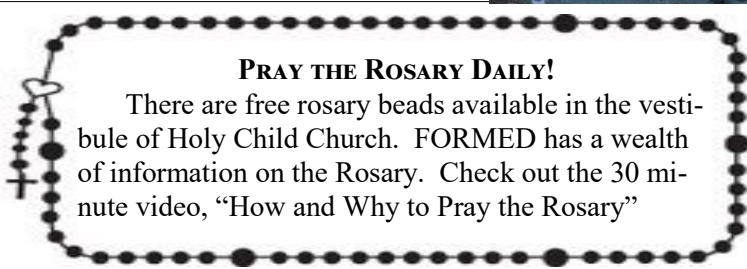 PRAY THE ROSARY DAILY!
There are free rosary beads available in the vesti-
bule of Holy Child Church.  FORMED has a wealth
of information on the Rosary.  Check out the 30 mi-
nute video, “How and Why to Pray the Rosary”